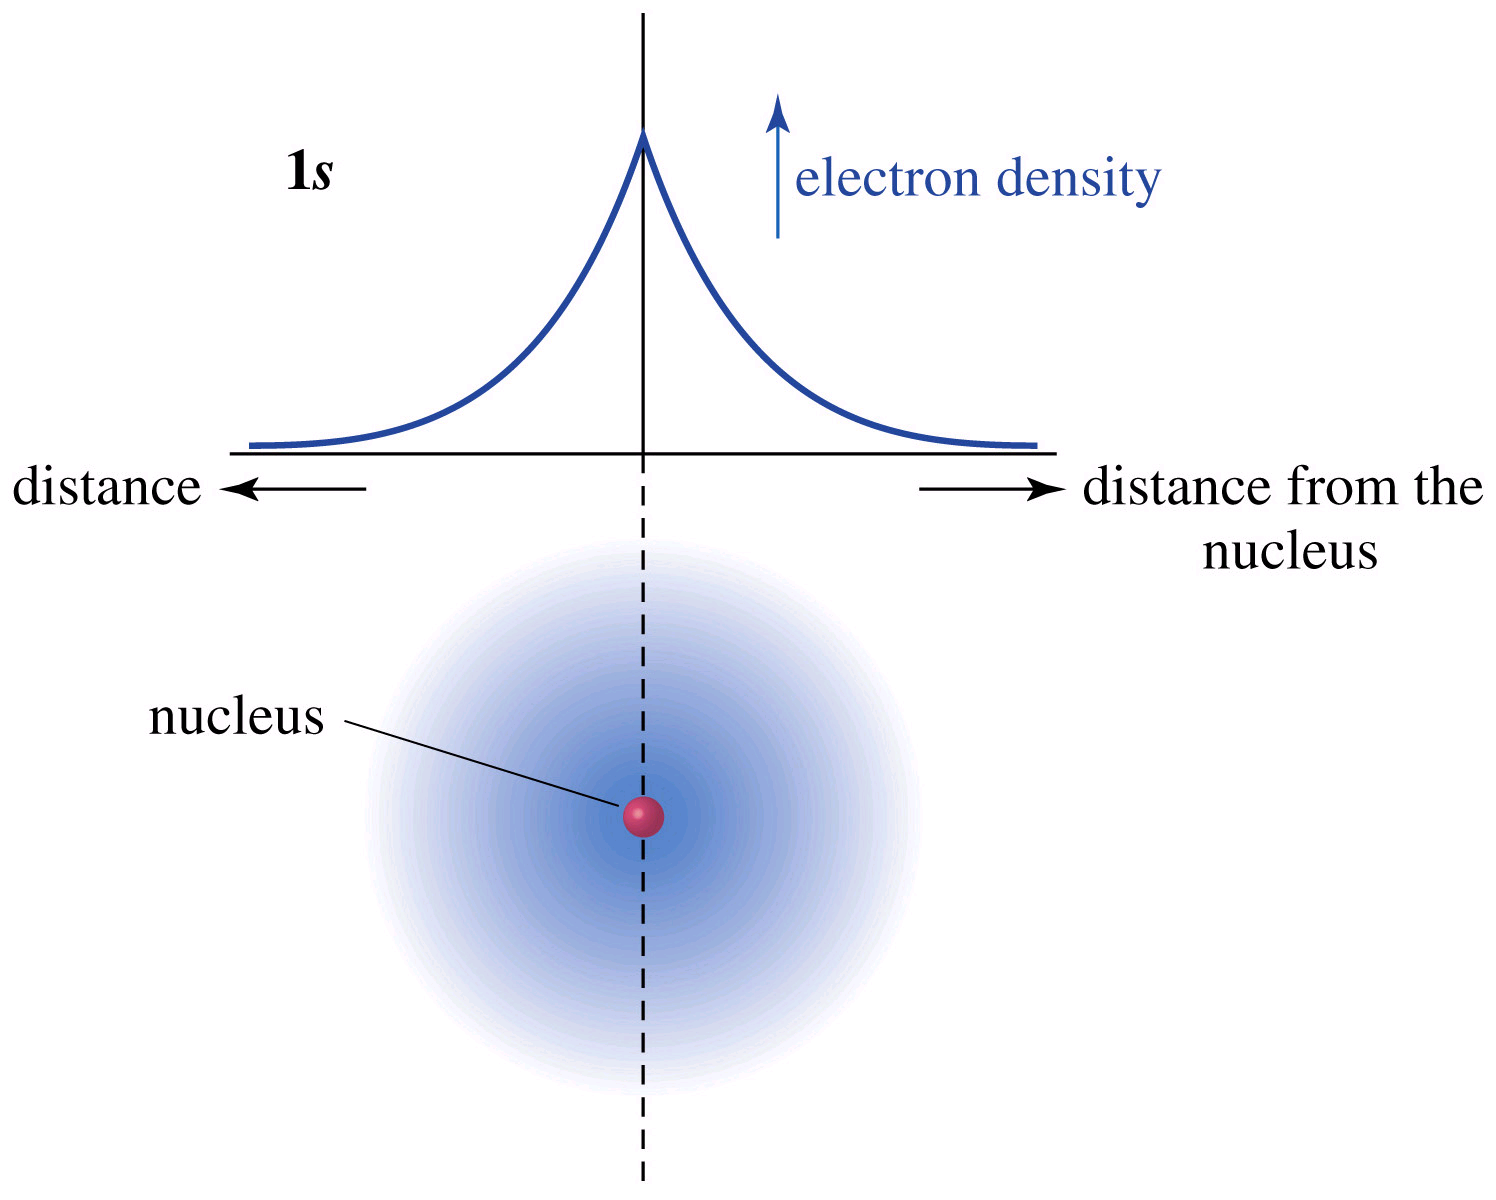 1s
electron density
distance
distance from the
nucleus
nucleus